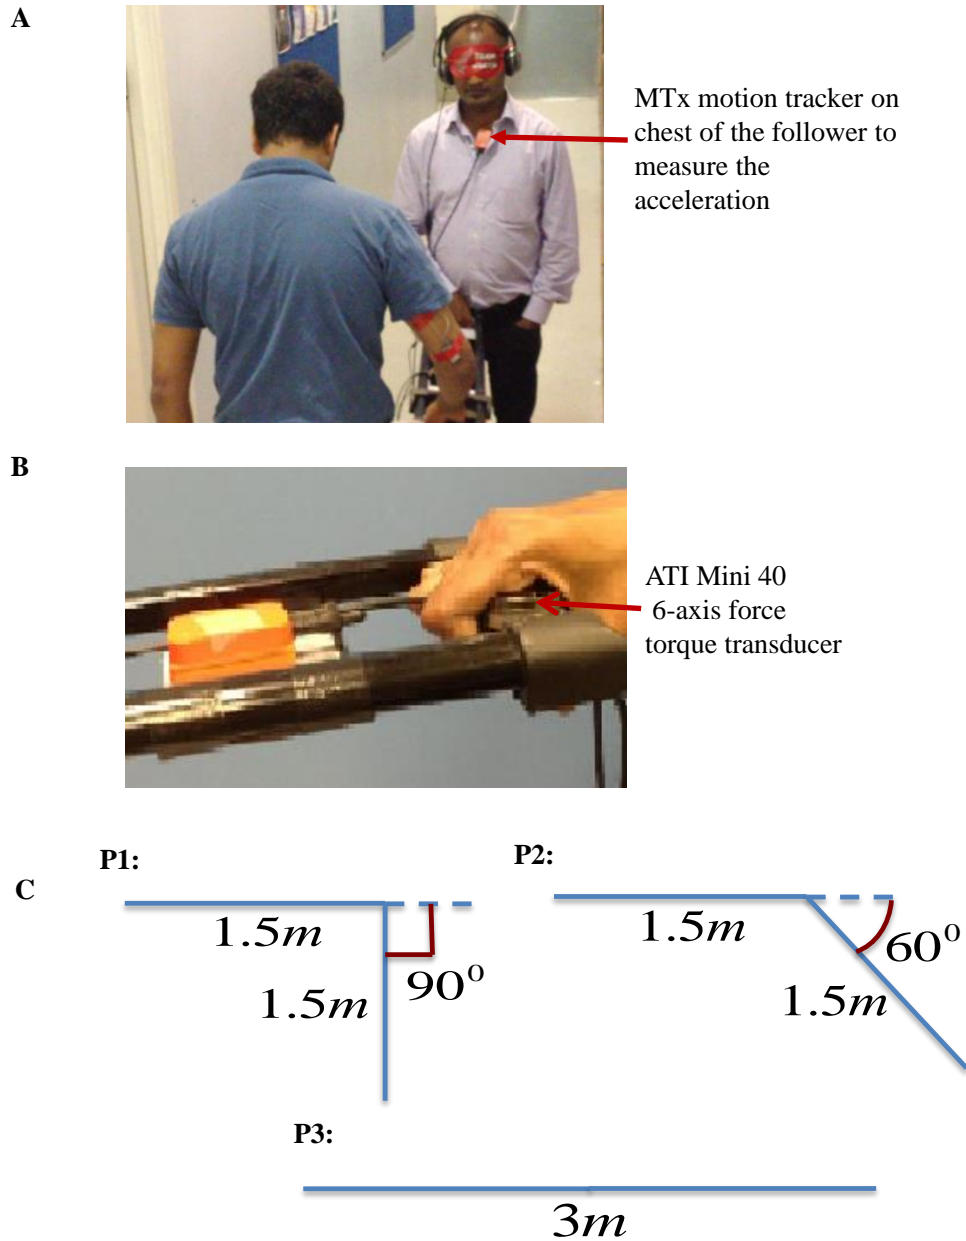 A
MTx motion tracker on
chest of the follower to
measure the
acceleration
B
ATI Mini 40
6-axis force
torque transducer
C
P1:
1.5m
1.5m
90⁰
P2:
1.5m
1.5m
60⁰
P3:
3m